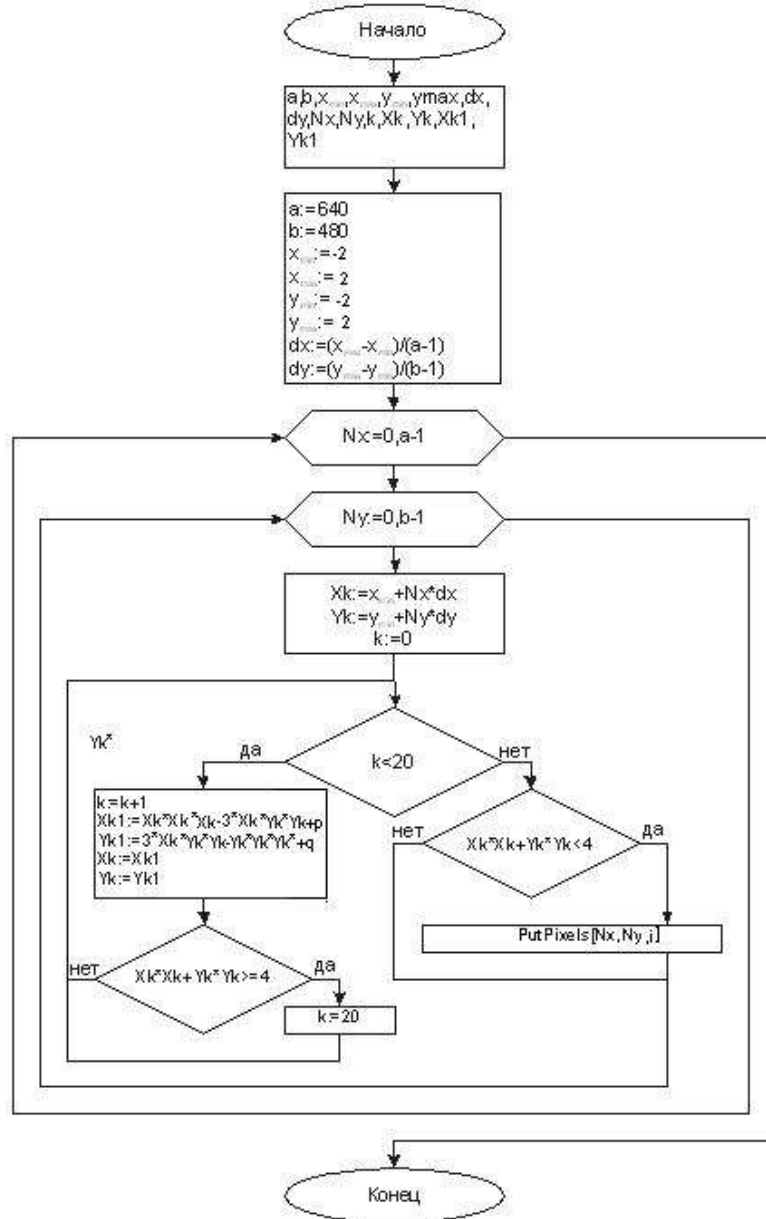 Начало
a,b,x ,x ,y ,ymax,dx,
dy,Nx,Ny,k,Xk,Yk,Xk1,
Yk1
a:=640
b:=480
x :=-2
x := 2
y := -2
y := 2
dx:=(x -x )/(a-1)
dy:=(y -y )/(b-1)
Nx:=0,a-1
Ny:=0,b-1
Xk:=x +Nx*dx
Yk:=y +Ny*dy
k:=0
Yk*
да
k<20
нет
k:=k+1
Xk1:=Xk*Xk*Xk-3*Xk*Yk*Yk+p
Yk1:=3*Xk*Yk*Yk-Yk*Yk*Yk*+q
Xk:=Xk1
Yk:=Yk1
нет
Xk*Xk+Yk*Yk<4
да
PutPixels[Nx,Ny,i]
нет
Xk*Xk+Yk*Yk>=4
да
k:=20
Конец